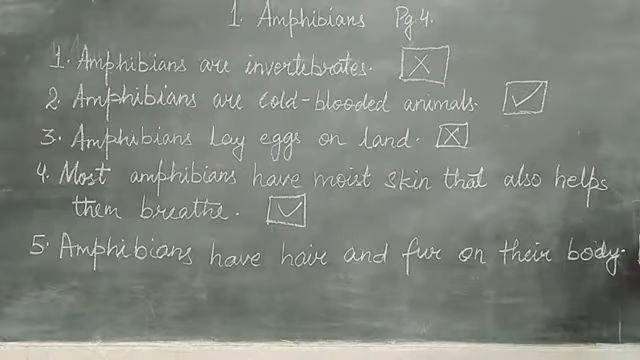 1. Amphibians Pg 4.
1. Amphibians are invertebrates. ☒
2. Amphibians are cold-blooded animals. ☑
3. Amphibians lay eggs on land. ☒
4. Most amphibians have moist skin that also helps
them breathe. ☑
5. Amphibians have hair and fur on their body.